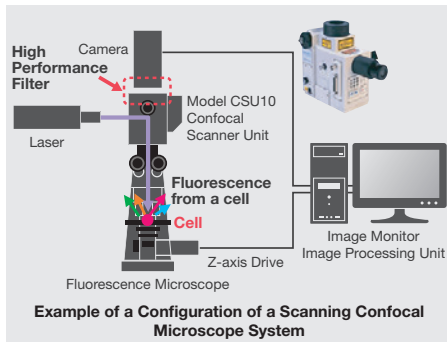 Camera
High
Performance
Filter
Model CSU10
Confocal
Scanner Unit
Laser
Fluorescence
from a cell
Cell
Z-axis Drive
Image Monitor
Image Processing Unit
Fluorescence Microscope
Example of a Configuration of a Scanning Confocal
Microscope System